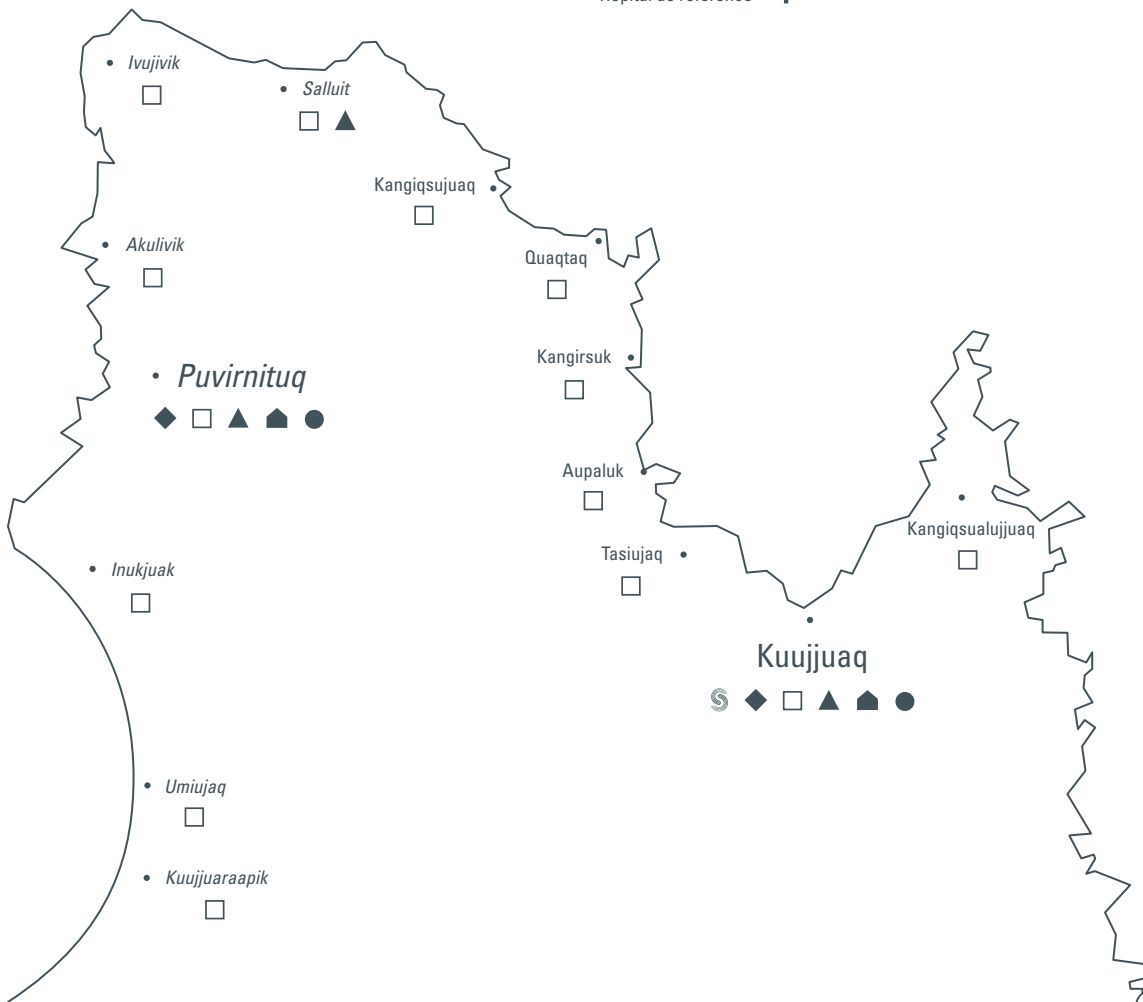 Ivujivik
Salluit
Kangiqsujuaq
Akulivik
Quaqtaq
Kangirsuk
Puvirnituq
Aupaluk
Kangiqsualujjuaq
Tasiujaq
Inukjuak
Kuujjuaq
Umiujaq
Kuujjuaraapik